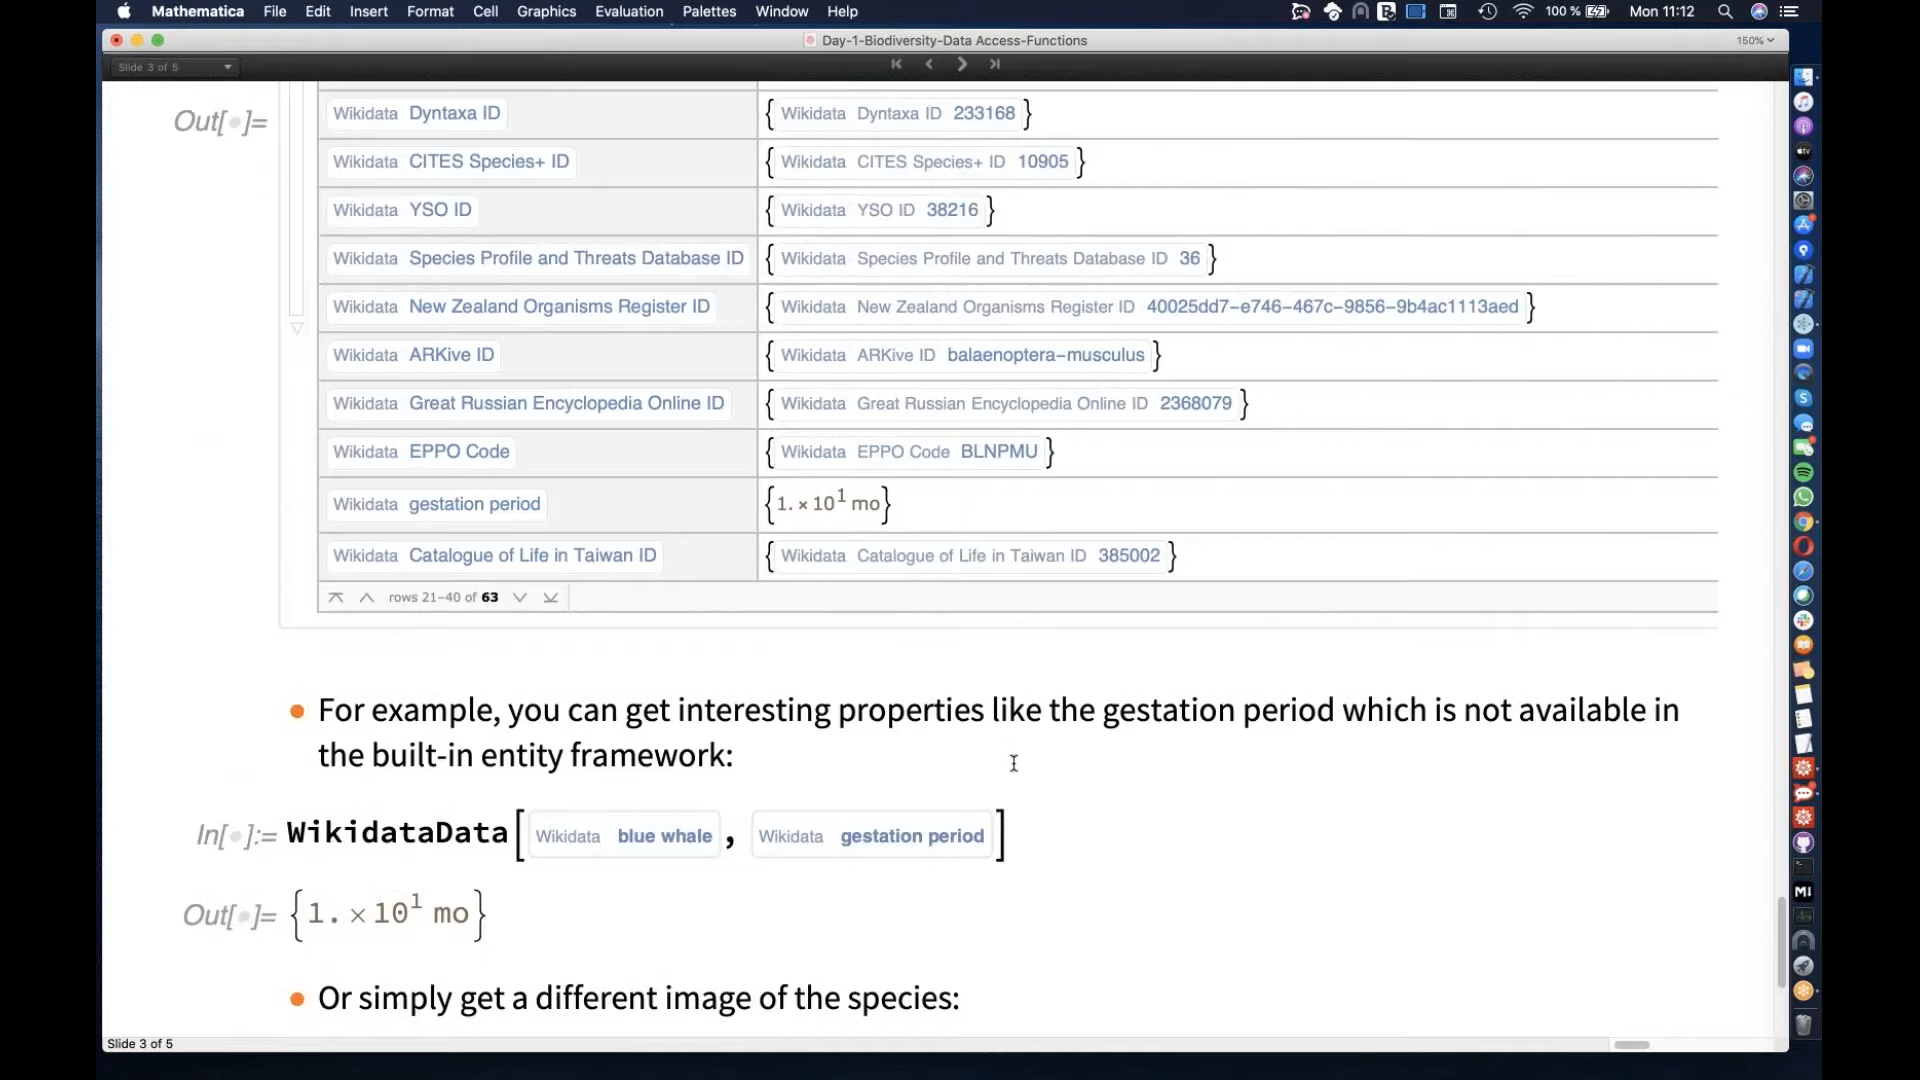 Mathematica File Edit Insert Format Cell Graphics Evaluation Palettes Window Help 100 % Mon 11:12
Day-1-Biodiversity-Data Access-Functions 150%
Slide 3 of 5
Out[ ]=
Wikidata Dyntaxa ID { Wikidata Dyntaxa ID 233168 }
Wikidata CITES Species+ ID { Wikidata CITES Species+ ID 10905 }
Wikidata YSO ID { Wikidata YSO ID 38216 }
Wikidata Species Profile and Threats Database ID { Wikidata Species Profile and Threats Database ID 36 }
Wikidata New Zealand Organisms Register ID { Wikidata New Zealand Organisms Register ID 40025dd7-e746-467c-9856-9b4ac1113aed }
Wikidata ARKive ID { Wikidata ARKive ID balaenoptera-musculus }
Wikidata Great Russian Encyclopedia Online ID { Wikidata Great Russian Encyclopedia Online ID 2368079 }
Wikidata EPPO Code { Wikidata EPPO Code BLNPMU }
Wikidata gestation period {1. × 10¹ mo}
Wikidata Catalogue of Life in Taiwan ID { Wikidata Catalogue of Life in Taiwan ID 385002 }
rows 21–40 of 63
• For example, you can get interesting properties like the gestation period which is not available in
the built-in entity framework:
In[ ]:= WikidataData[ Wikidata blue whale , Wikidata gestation period ]
Out[ ]= {1. × 10¹ mo}
• Or simply get a different image of the species:
Slide 3 of 5